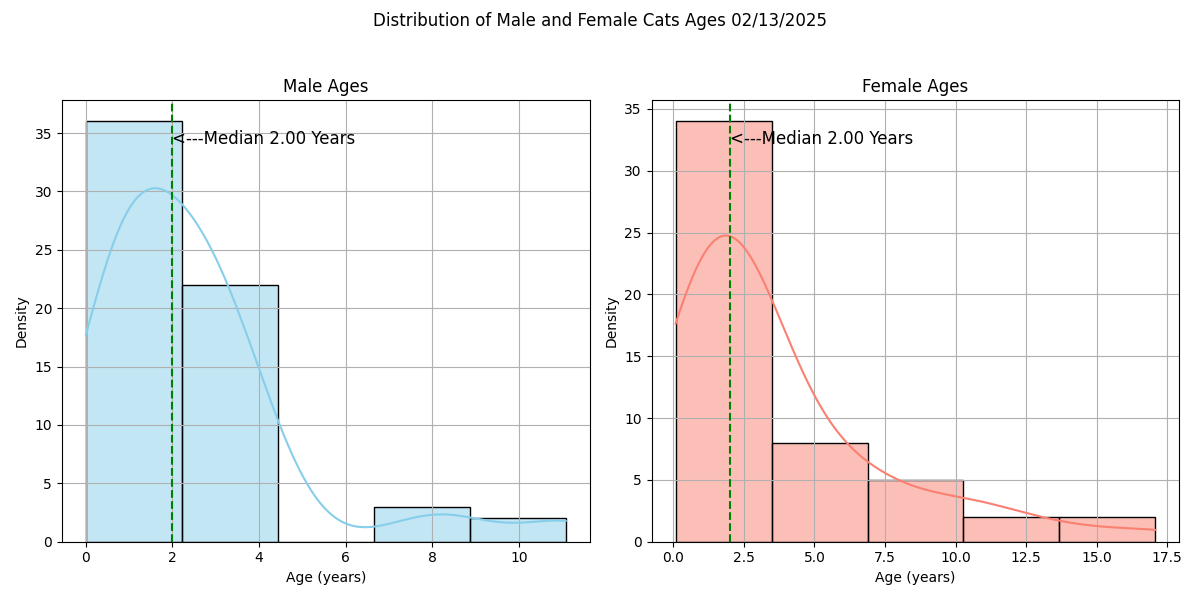 Distribution of Male and Female Cats Ages 02/13/2025
Male Ages
<---Median 2.00 Years
Density
35
30
25
20
15
10
5
0
0 2 4 6 8 10
Age (years)
Female Ages
<---Median 2.00 Years
Density
35
30
25
20
15
10
5
0
0.0 2.5 5.0 7.5 10.0 12.5 15.0 17.5
Age (years)